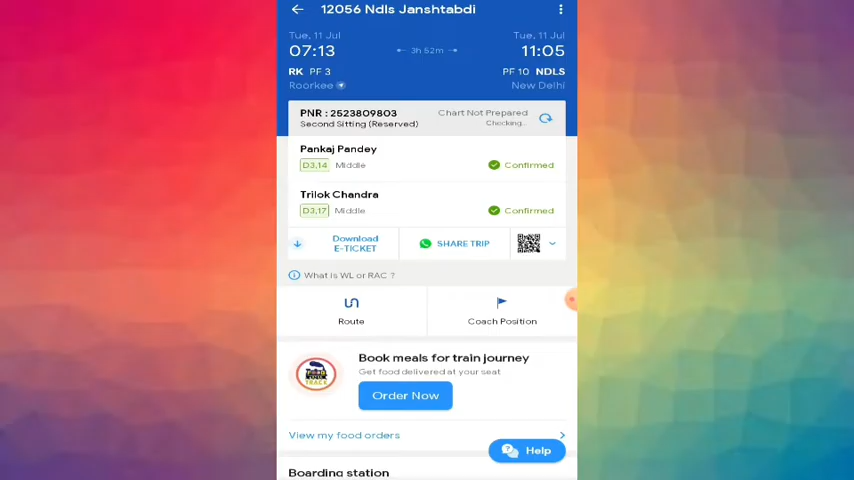 12056 Ndls Janshtabdi
Tue, 11 Jul
Tue, 11 Jul
07:13
3h 52m
11:05
RK PF 3
PF 10 NDLS
Roorkee
New Delhi
PNR : 2523809803
Chart Not Prepared
Second Sitting (Reserved)
Checking..
Pankaj Pandey
D3,14 Middle
Confirmed
Trilok Chandra
D3,17 Middle
Confirmed
Download
E-TICKET
SHARE TRIP
What is WL or RAC ?
Route
Coach Position
Book meals for train journey
Get food delivered at your seat
TRACK
Order Now
View my food orders
Help
Boarding station